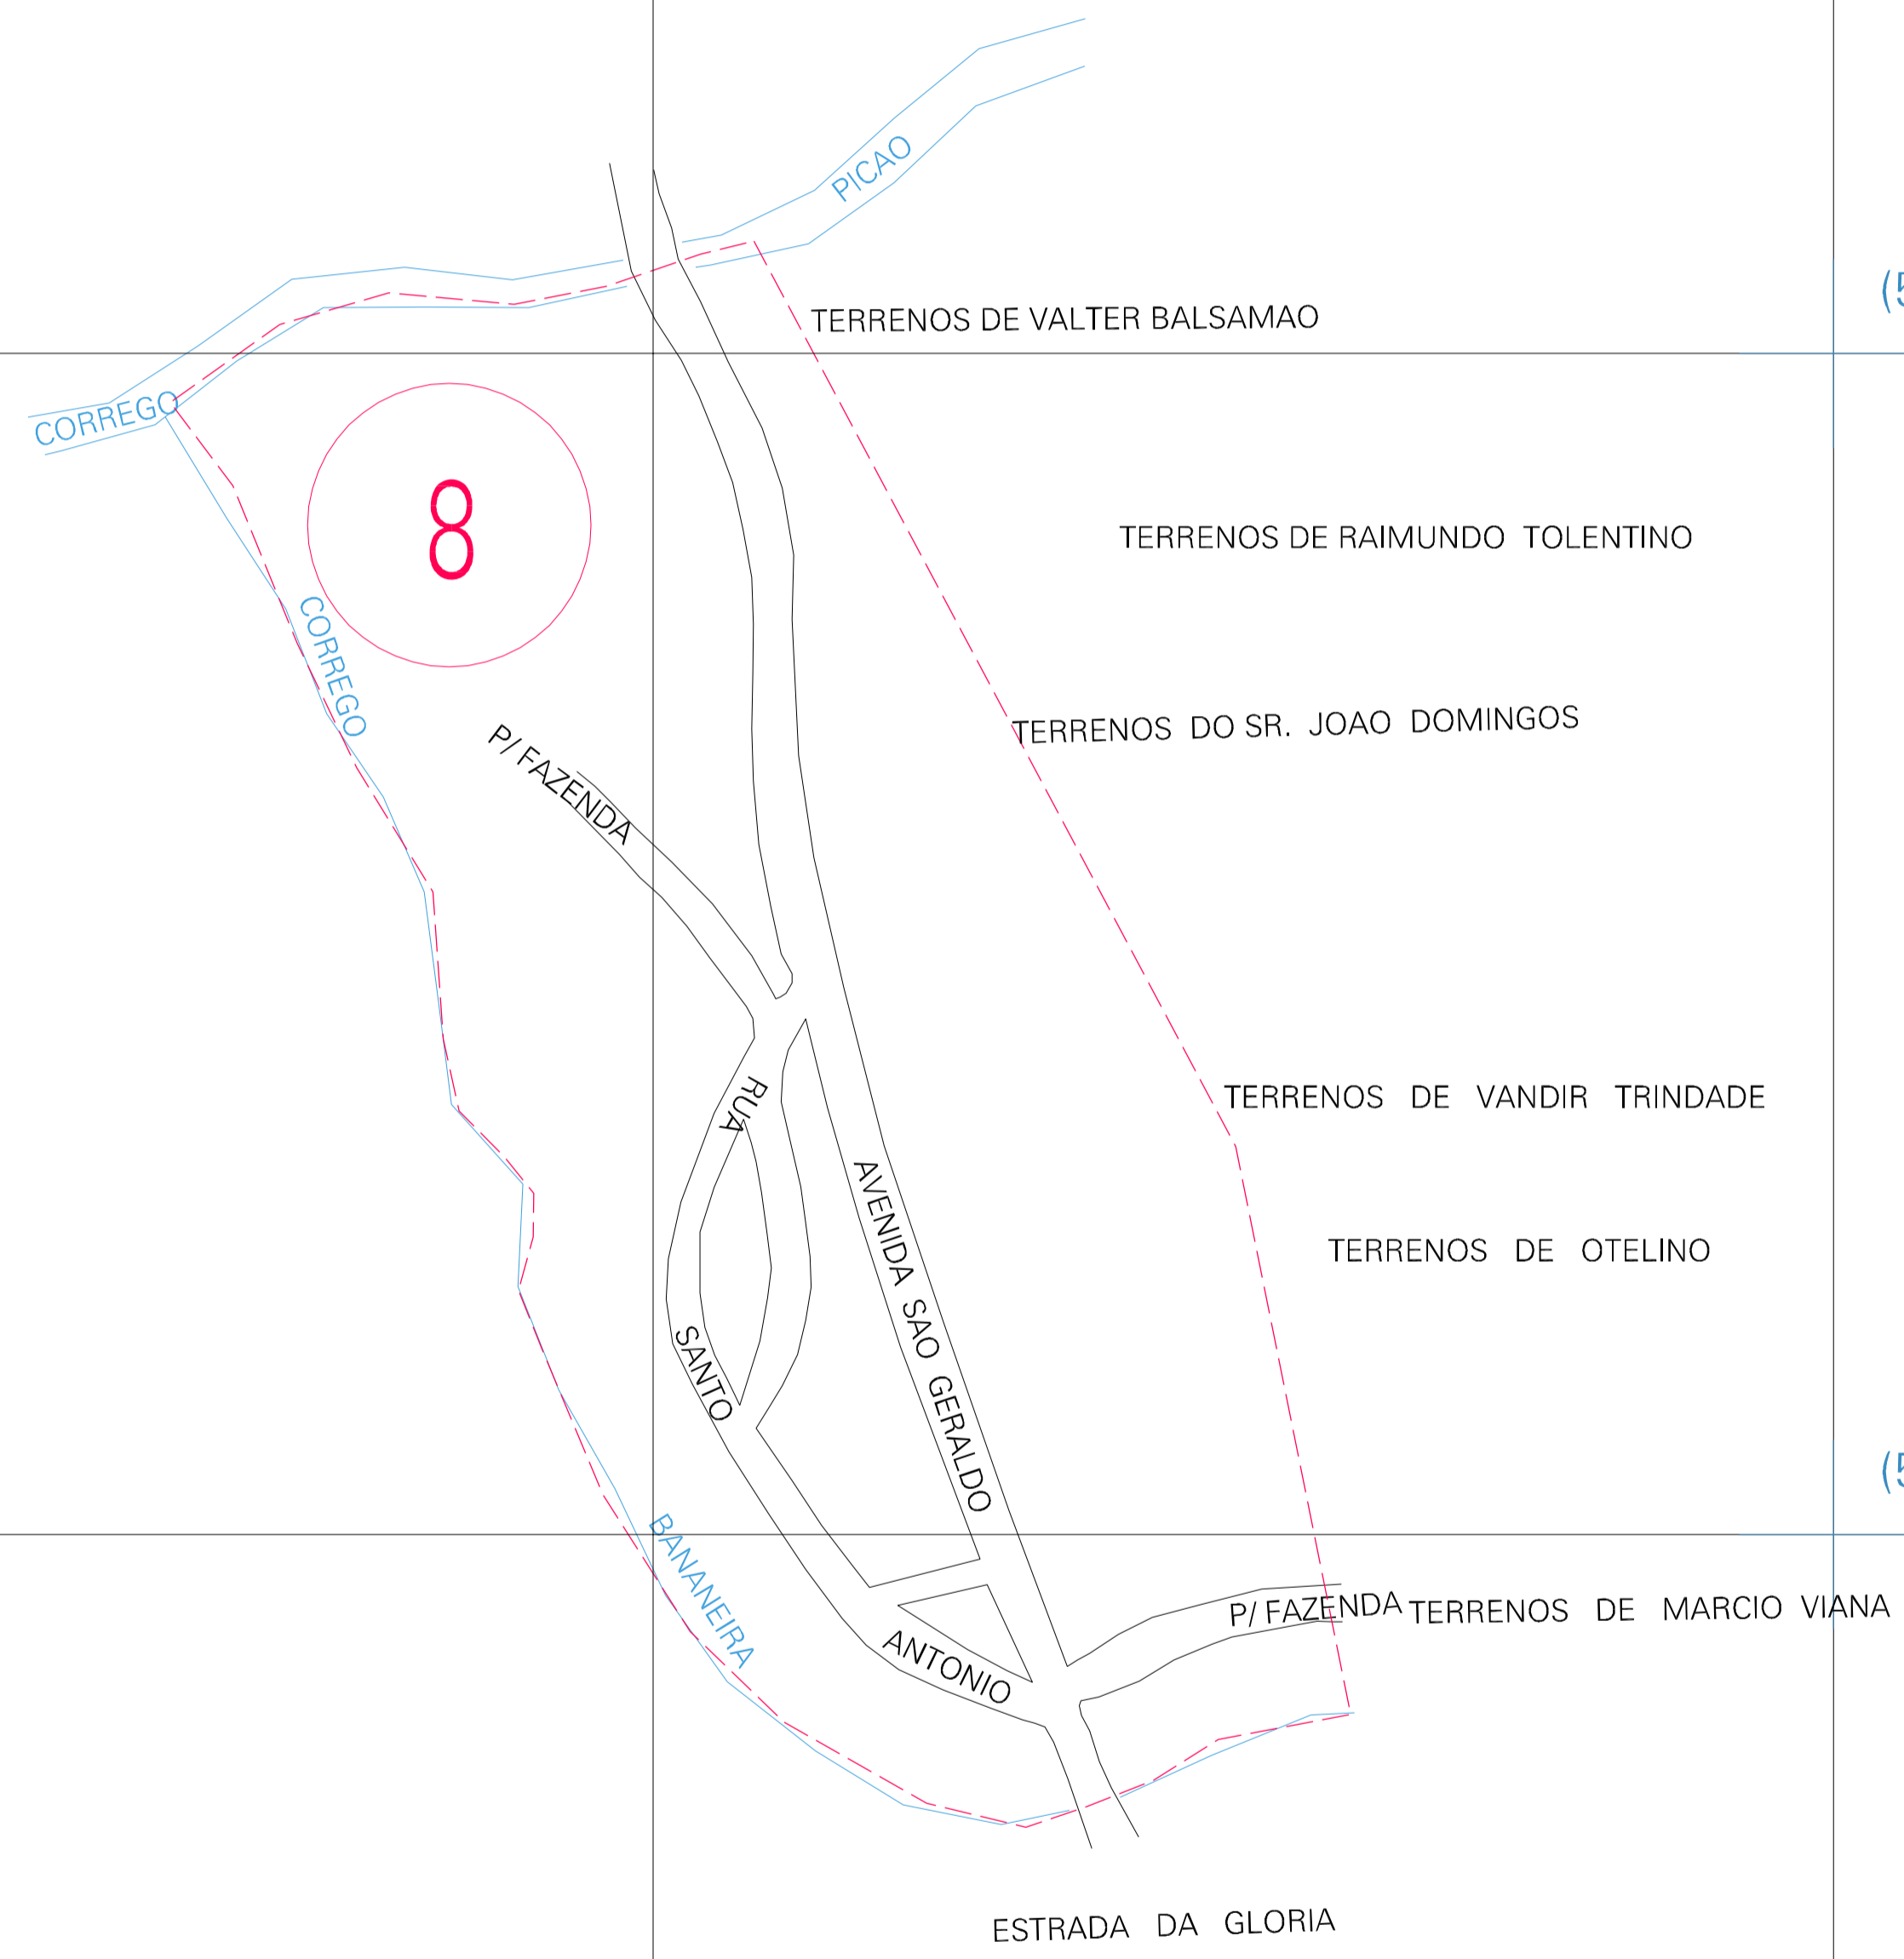 PICAO
(5
TERRENOS DE VALTER BALSAMAO
CORREGO
8
TERRENOS DE RAIMUNDO TOLENTINO
CORREGO
TERRENOS DO SR. JOAO DOMINGOS
P/ FAZENDA
RUA
TERRENOS DE VANDIR TRINDADE
AVENIDA SAO GERALDO
TERRENOS DE OTELINO
SANTO
(5
BANANEIRA
P/ FAZENDA
TERRENOS DE MARCIO VIANA
ANTONIO
ESTRADA DA GLORIA